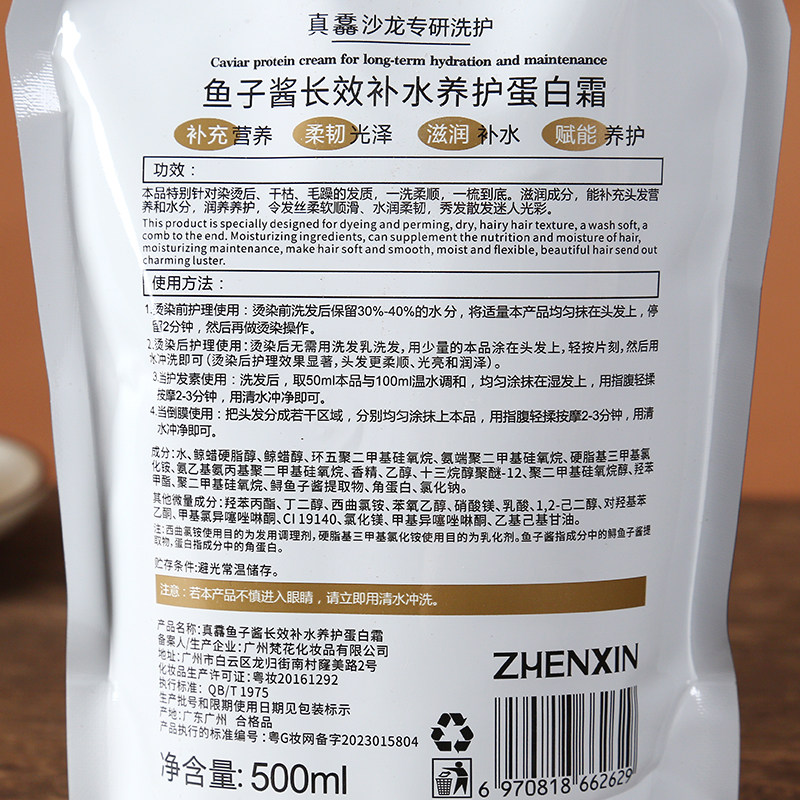 真馫沙龙专研洗护
Caviar protein cream for long-term hydration and maintenance
鱼子酱长效补水养护蛋白霜
补充营养 柔韧光泽 滋润补水 赋能养护
功效：
本品特别针对染烫后、干枯、毛躁的发质，一洗柔顺，一梳到底。滋润成分，能补充头发营
养和水分，润养养护，令发丝柔软顺滑、水润柔韧，秀发散发迷人光彩。
This product is specially designed for dyeing and perming, dry, hairy hair texture, a wash soft, a
comb to the end. Moisturizing ingredients, can supplement the nutrition and moisture of hair,
moisturizing maintenance, make hair soft and smooth, moist and flexible, beautiful hair send out
charming luster.
使用方法：
1.烫染前护理使用：烫染前洗发后保留30%-40%的水分，将适量本产品均匀抹在头发上，停
留2分钟，然后再做烫染操作。
2.烫染后护理使用：烫染后无需用洗发乳洗发，用少量的本品涂在头发上，轻按片刻，然后用
水冲洗即可（烫染后护理效果显著，头发更柔顺、光亮和润泽）。
3.当护发素使用：洗发后，取50ml本品与100ml温水调和，均匀涂抹在湿发上，用指腹轻揉
按摩2-3分钟，用清水冲净即可。
4.当倒膜使用：把头发分成若干区域，分别均匀涂抹上本品，用指腹轻揉按摩2-3分钟，用清
水冲净即可。
成分：水、鲸蜡硬脂醇、鲸蜡醇、环五聚二甲基硅氧烷、氨端聚二甲基硅氧烷、硬脂基三甲基氯
化铵、氨乙基氨丙基聚二甲基硅氧烷、香精、乙醇、十三烷醇聚醚-12、聚二甲基硅氧烷醇、羟苯
甲酯、聚二甲基硅氧烷、鲟鱼子酱提取物、角蛋白、氯化钠。
其他微量成分：羟苯丙酯、丁二醇、西曲氯铵、苯氧乙醇、硝酸镁、乳酸、1,2-己二醇、对羟基苯
乙酮、甲基氯异噻唑啉酮、CI 19140、氯化镁、甲基异噻唑啉酮、乙基己基甘油。
注：西曲氯铵使用目的为发用调理剂，硬脂基三甲基氯化铵使用目的为乳化剂。鱼子酱指成分中的鲟鱼子酱提
取物，蛋白指成分中的角蛋白。
贮存条件：避光常温储存。
注意：若本产品不慎进入眼睛，请立即用清水冲洗。
产品名称：真馫鱼子酱长效补水养护蛋白霜
备案人/生产企业：广州梵花化妆品有限公司
地址：广州市白云区龙归街南村窿美路2号
化妆品生产许可证：粤妆20161292
执行标准：QB/T 1975
生产批号和限期使用日期见包装标示
产地：广东广州 合格品
产品执行的标准编号：粤G妆网备字2023015804
净含量：500ml
ZHENXIN
6 970818 662629